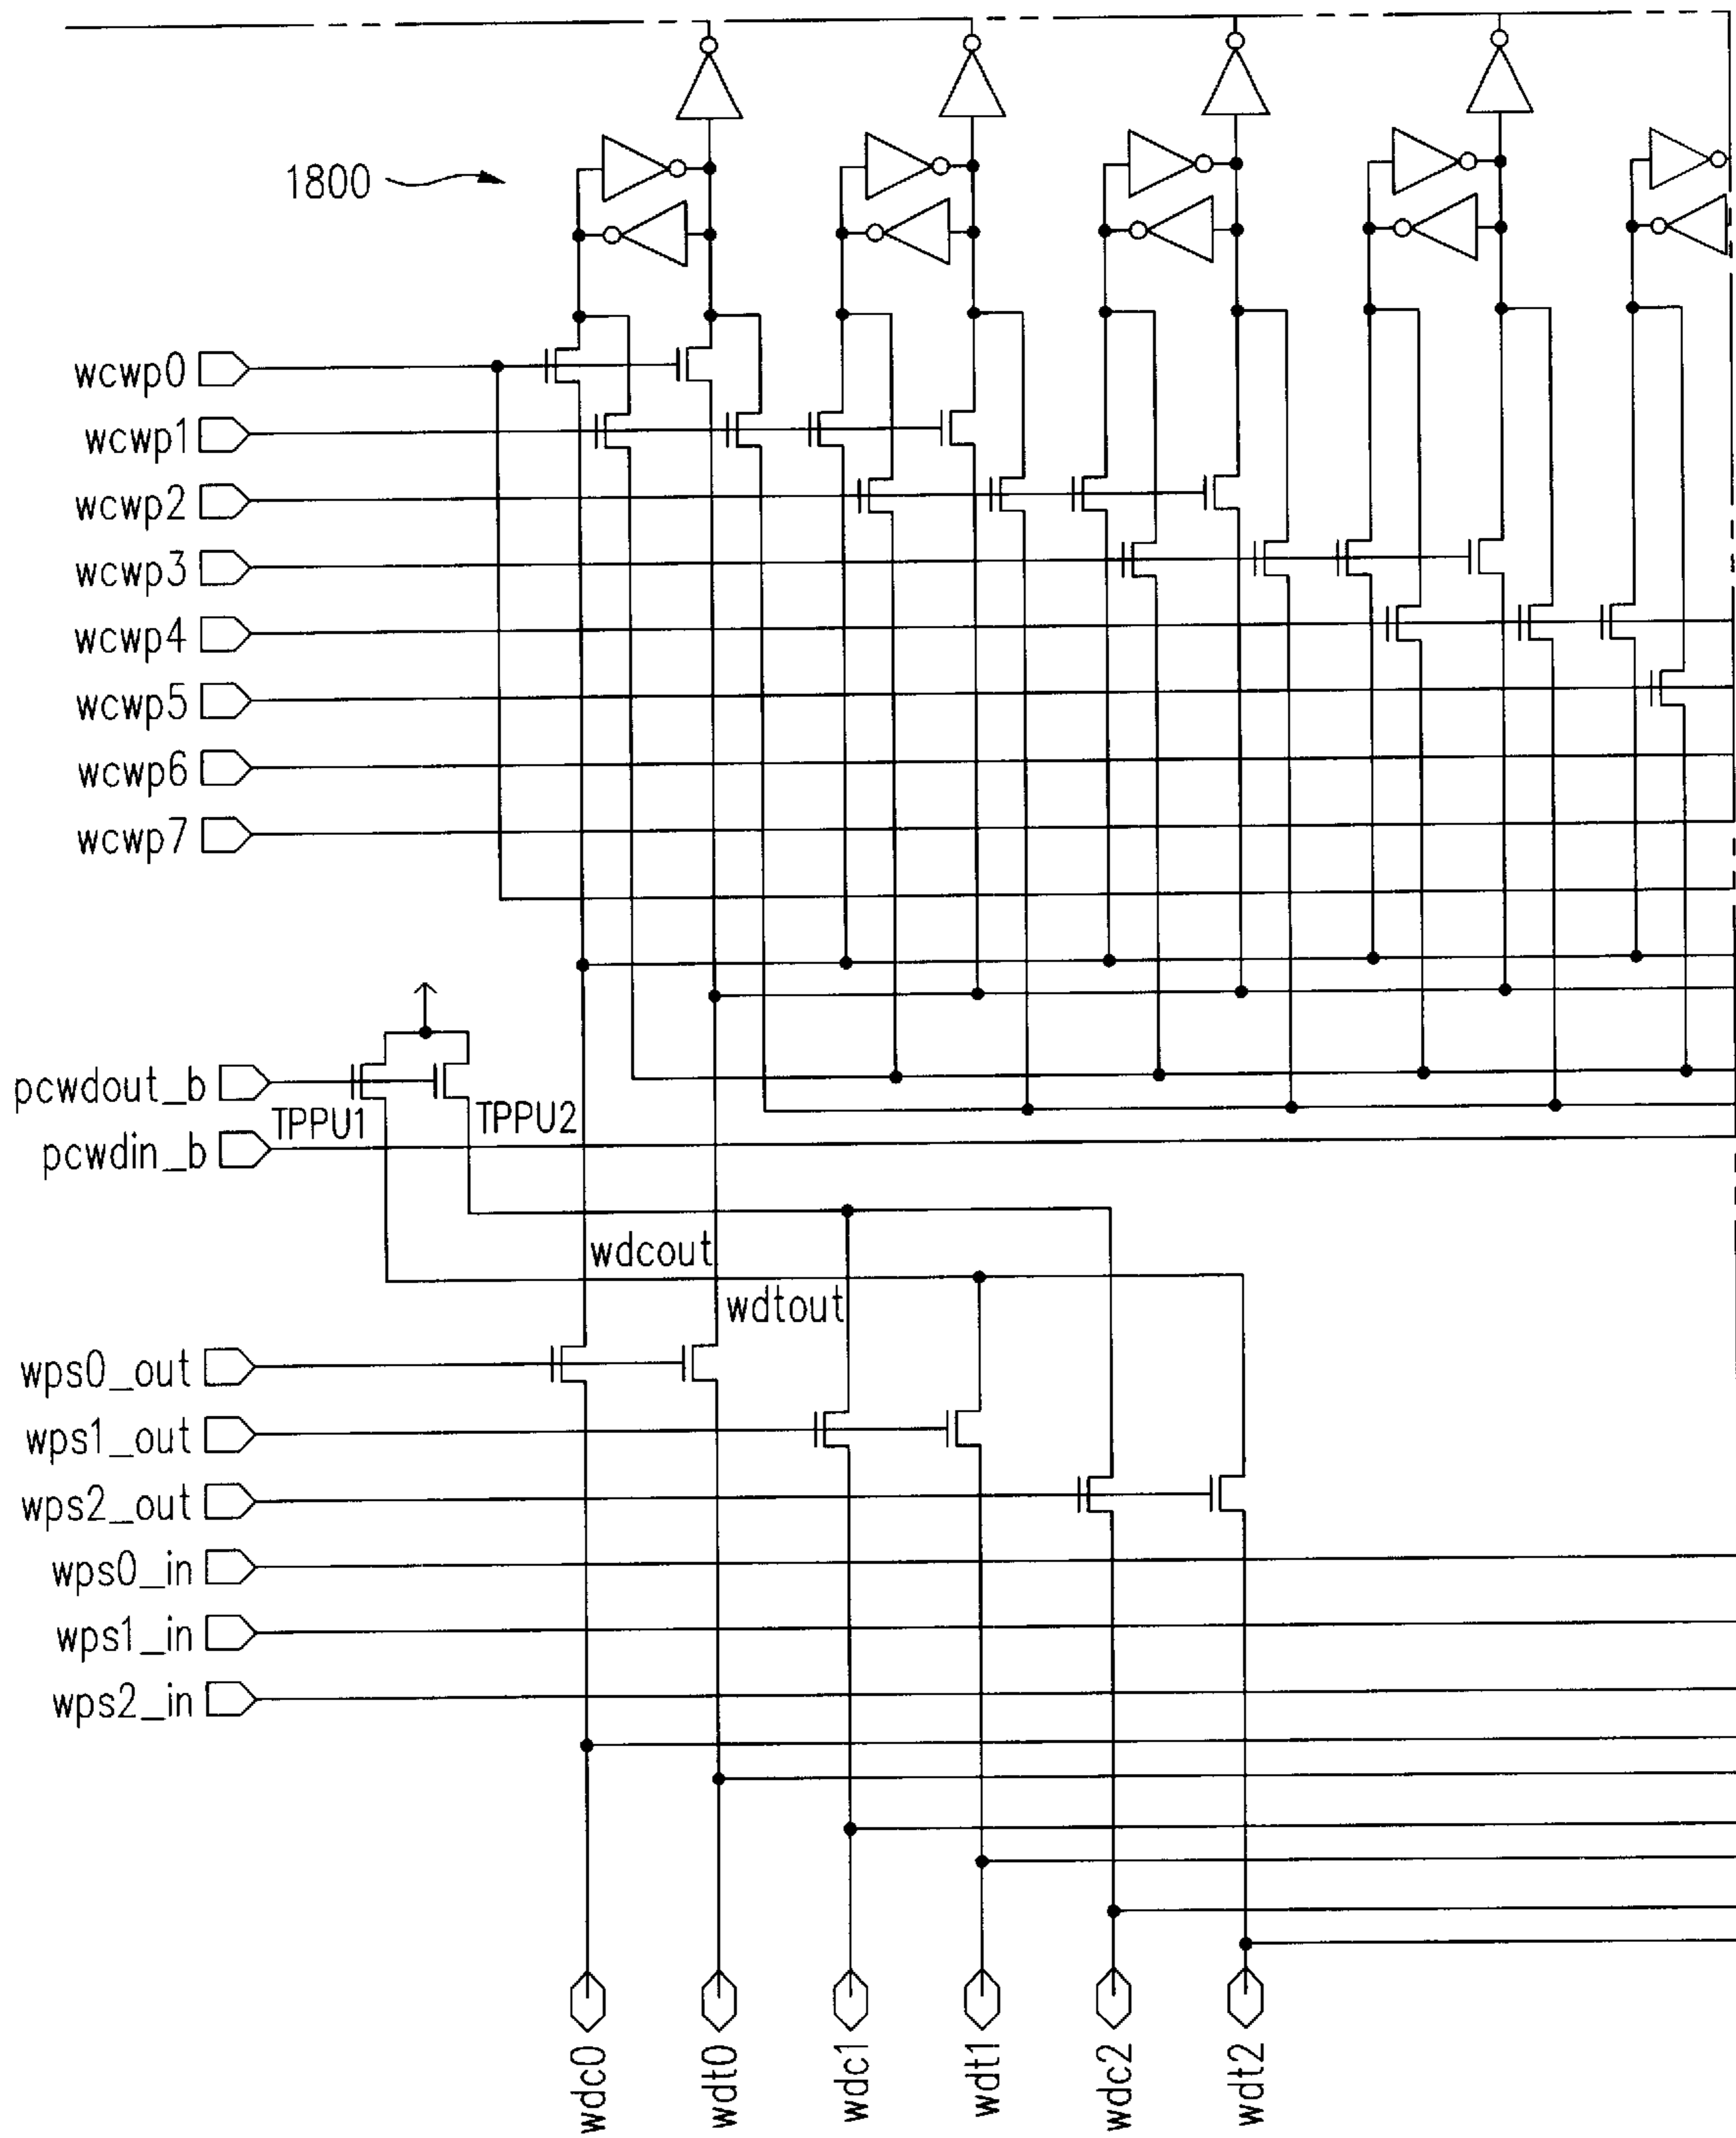 1800
wcwp0
wcwp1
wcwp2
wcwp3
wcwp4
wcwp5
wcwp6
wcwp7
pcwdout_b
TPPU1
TPPU2
pcwdin_b
wdcout
wdtout
wps0_out
wps1_out
wps2_out
wps0_in
wps1_in
wps2_in
wdc0
wdt0
wdc1
wdt1
wdc2
wdt2